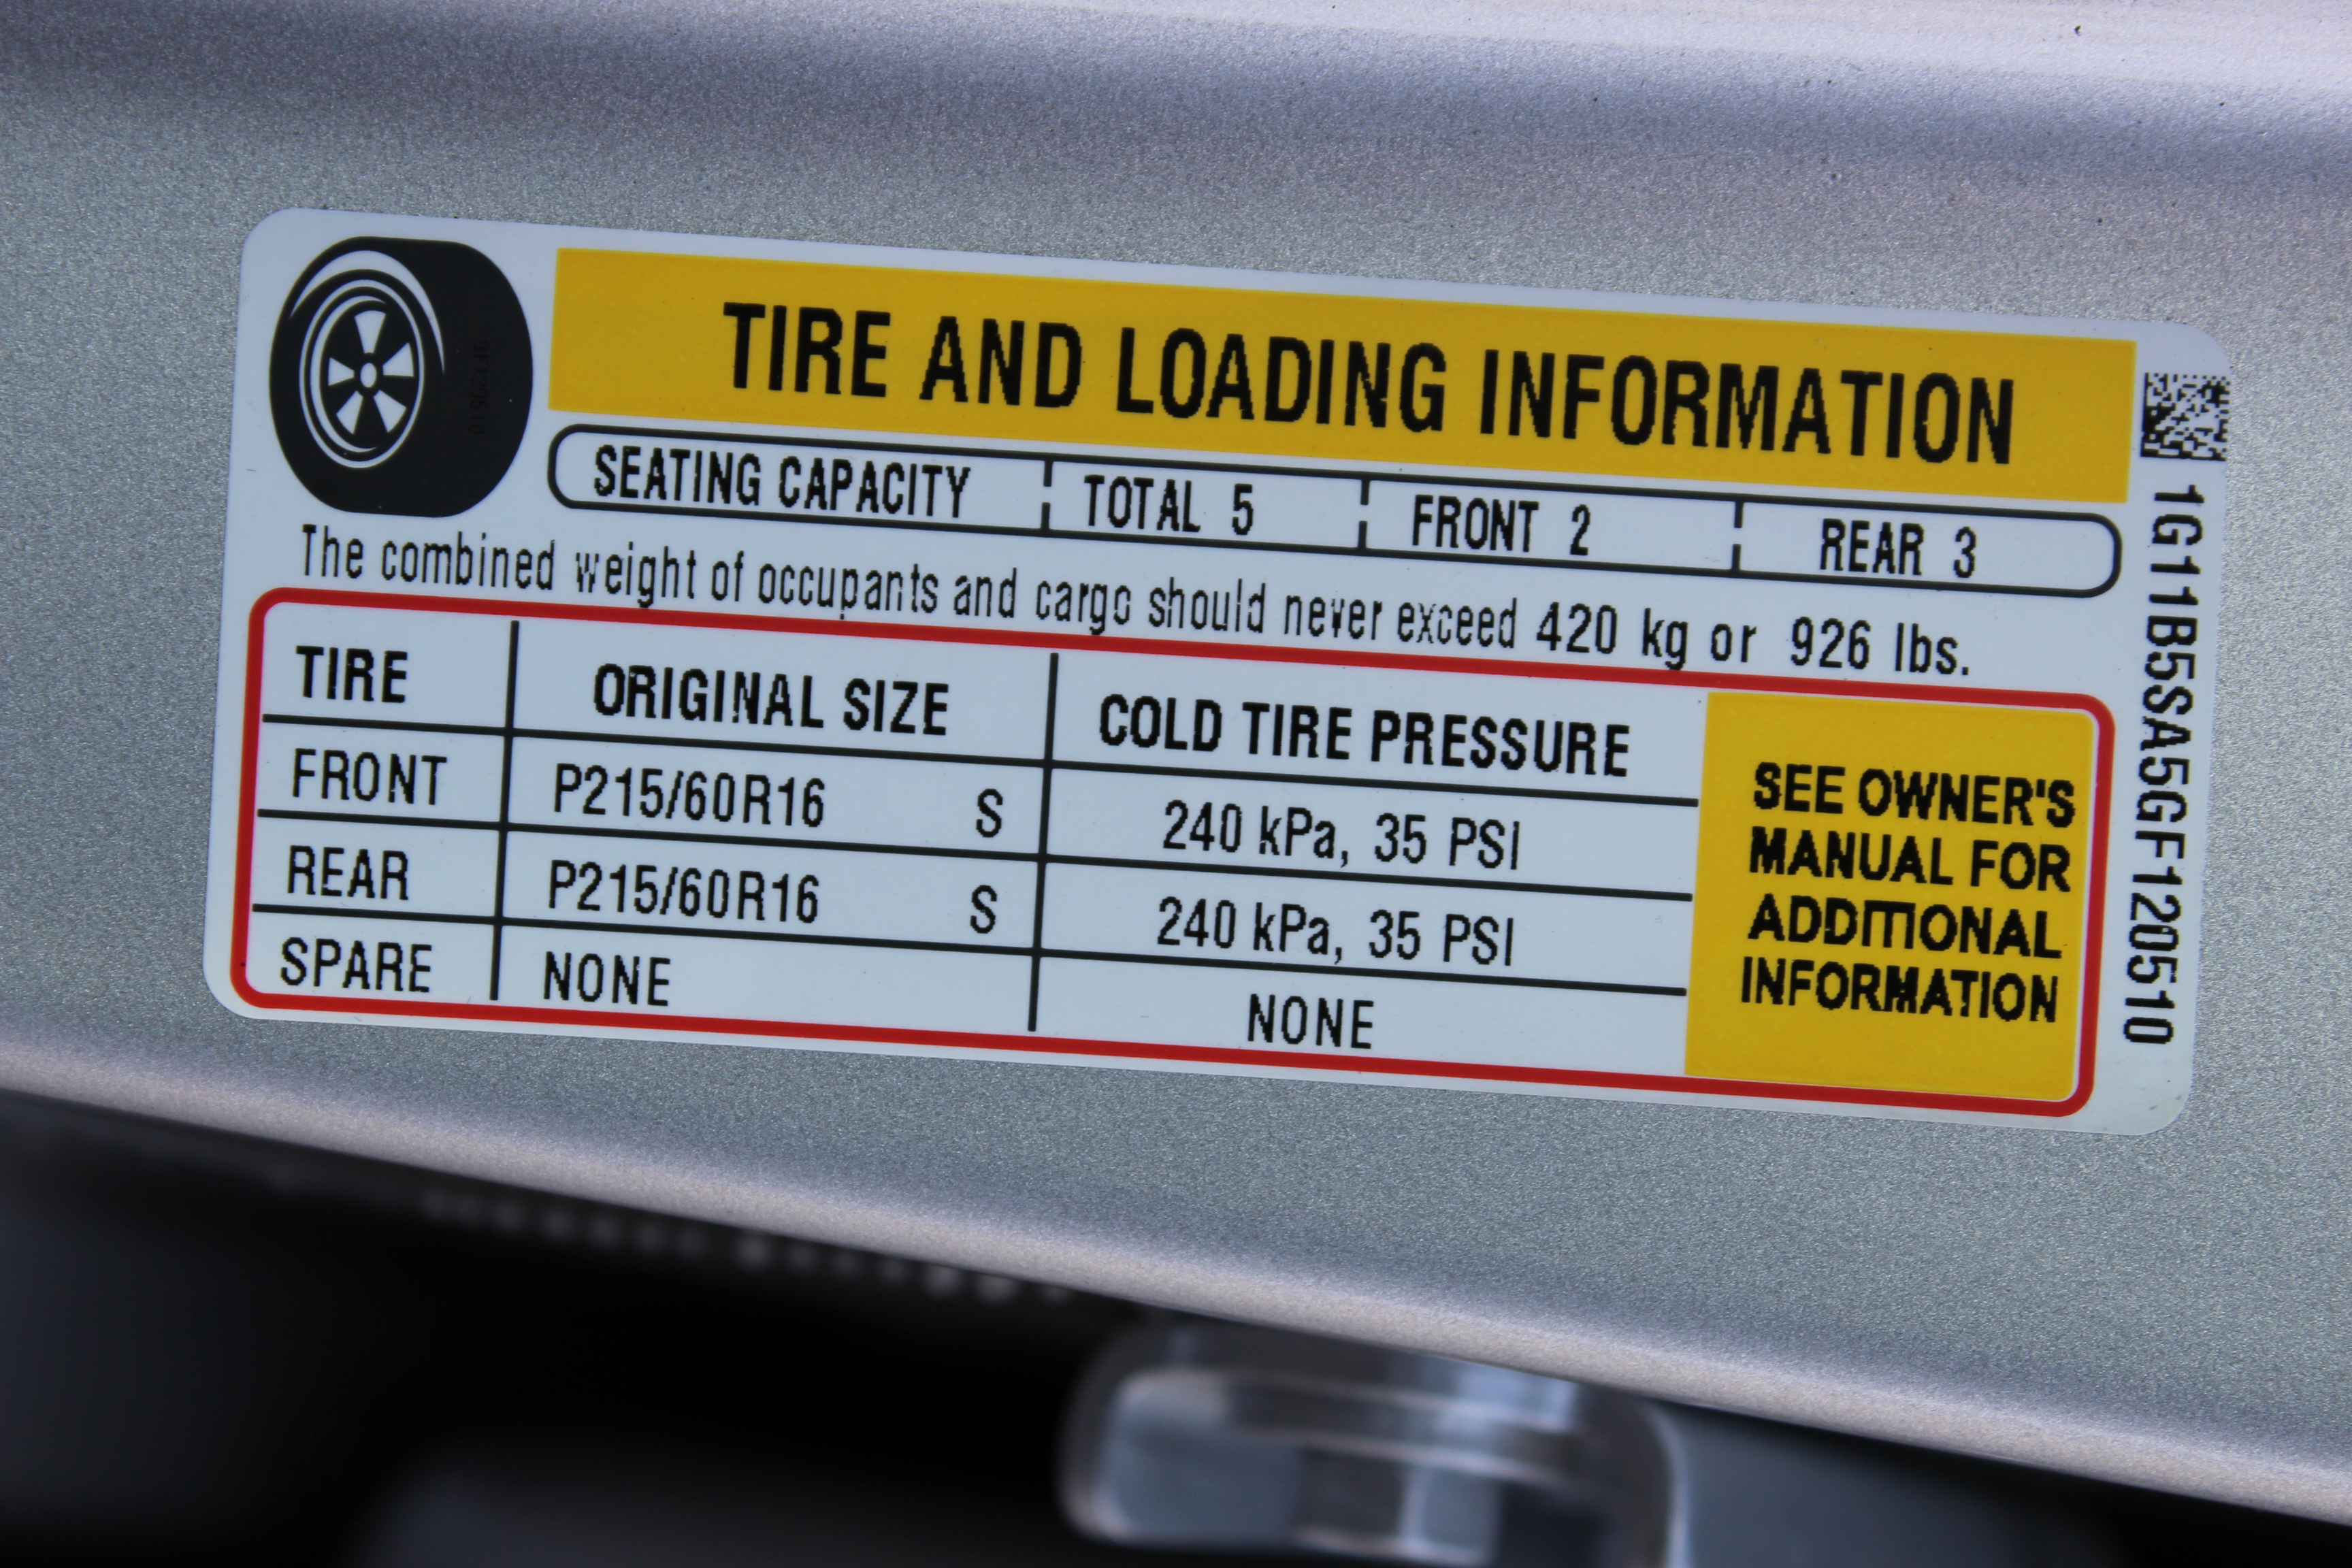 TIRE AND LOADING INFORMATION
SEATING CAPACITY TOTAL 5 FRONT 2 REAR 3
The combined weight of occupants and cargo should never exceed 420 kg or 926 lbs.
TIRE ORIGINAL SIZE COLD TIRE PRESSURE
FRONT P215/60R16 S 240 kPa, 35 PSI
REAR P215/60R16 S 240 kPa, 35 PSI
SPARE NONE NONE
SEE OWNER'S
MANUAL FOR
ADDITIONAL
INFORMATION
1G11B5SA5GF120510